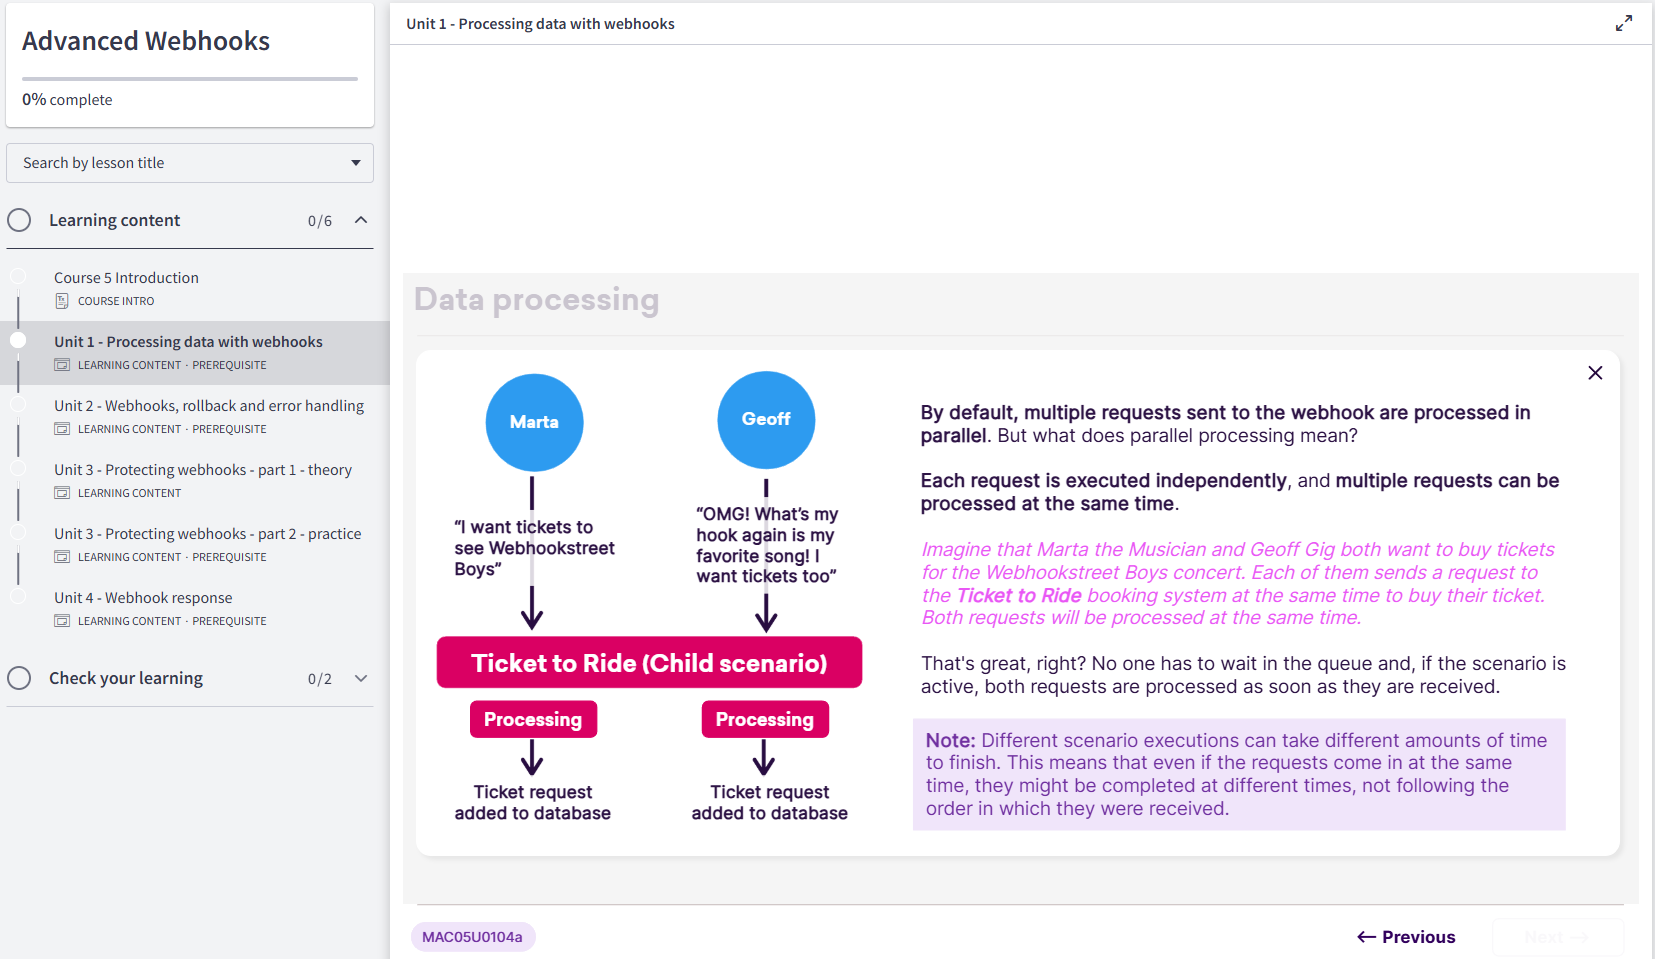 Advanced Webhooks
0% complete
Search by lesson title
Learning content 0/6
Course 5 Introduction
COURSE INTRO
Unit 1 - Processing data with webhooks
LEARNING CONTENT · PREREQUISITE
Unit 2 - Webhooks, rollback and error handling
LEARNING CONTENT · PREREQUISITE
Unit 3 - Protecting webhooks - part 1 - theory
LEARNING CONTENT
Unit 3 - Protecting webhooks - part 2 - practice
LEARNING CONTENT · PREREQUISITE
Unit 4 - Webhook response
LEARNING CONTENT · PREREQUISITE
Check your learning 0/2
Unit 1 - Processing data with webhooks
Data processing
Marta
“I want tickets to
see Webhookstreet
Boys”
Geoff
“OMG! What’s my
hook again is my
favorite song! I
want tickets too”
Ticket to Ride (Child scenario)
Processing
Ticket request
added to database
Processing
Ticket request
added to database
By default, multiple requests sent to the webhook are processed in
parallel. But what does parallel processing mean?
Each request is executed independently, and multiple requests can be
processed at the same time.
Imagine that Marta the Musician and Geoff Gig both want to buy tickets
for the Webhookstreet Boys concert. Each of them sends a request to
the Ticket to Ride booking system at the same time to buy their ticket.
Both requests will be processed at the same time.
That's great, right? No one has to wait in the queue and, if the scenario is
active, both requests are processed as soon as they are received.
Note: Different scenario executions can take different amounts of time
to finish. This means that even if the requests come in at the same
time, they might be completed at different times, not following the
order in which they were received.
MAC05U0104a
← Previous
Next →